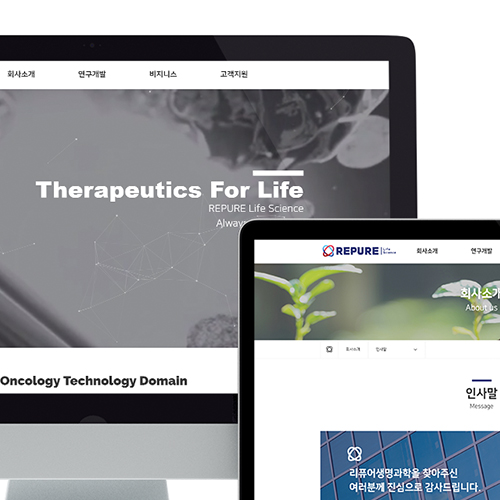 회사소개 연구개발 비지니스 고객지원
Therapeutics For Life
REPURE Life Science
Always
Oncology Technology Domain
REPURE Life Science 회사소개 연구개발
회사소개
About us
회사소개 인사말
인사말
Message
리퓨어생명과학을 찾아주신
여러분께 진심으로 감사드립니다.